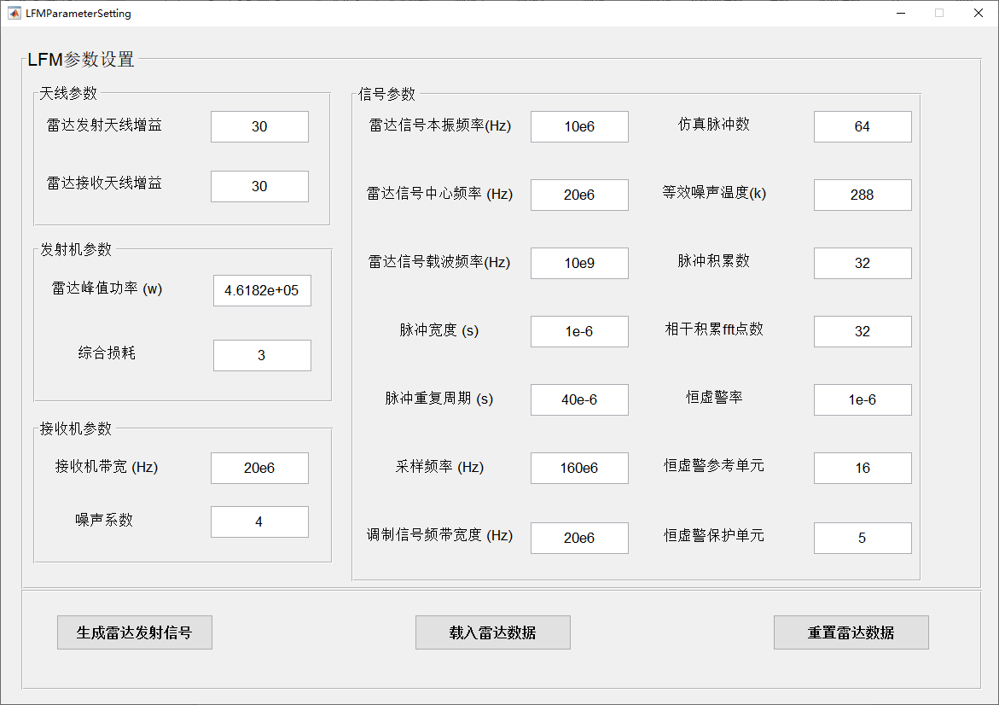 LFMParameterSetting
LFM参数设置
天线参数
雷达发射天线增益 30
雷达接收天线增益 30
发射机参数
雷达峰值功率 (w) 4.6182e+05
综合损耗 3
接收机参数
接收机带宽 (Hz) 20e6
噪声系数 4
信号参数
雷达信号本振频率(Hz) 10e6 仿真脉冲数 64
雷达信号中心频率 (Hz) 20e6 等效噪声温度(k) 288
雷达信号载波频率(Hz) 10e9 脉冲积累数 32
脉冲宽度 (s) 1e-6 相干积累fft点数 32
脉冲重复周期 (s) 40e-6 恒虚警率 1e-6
采样频率 (Hz) 160e6 恒虚警参考单元 16
调制信号频带宽度 (Hz) 20e6 恒虚警保护单元 5
生成雷达发射信号 载入雷达数据 重置雷达数据